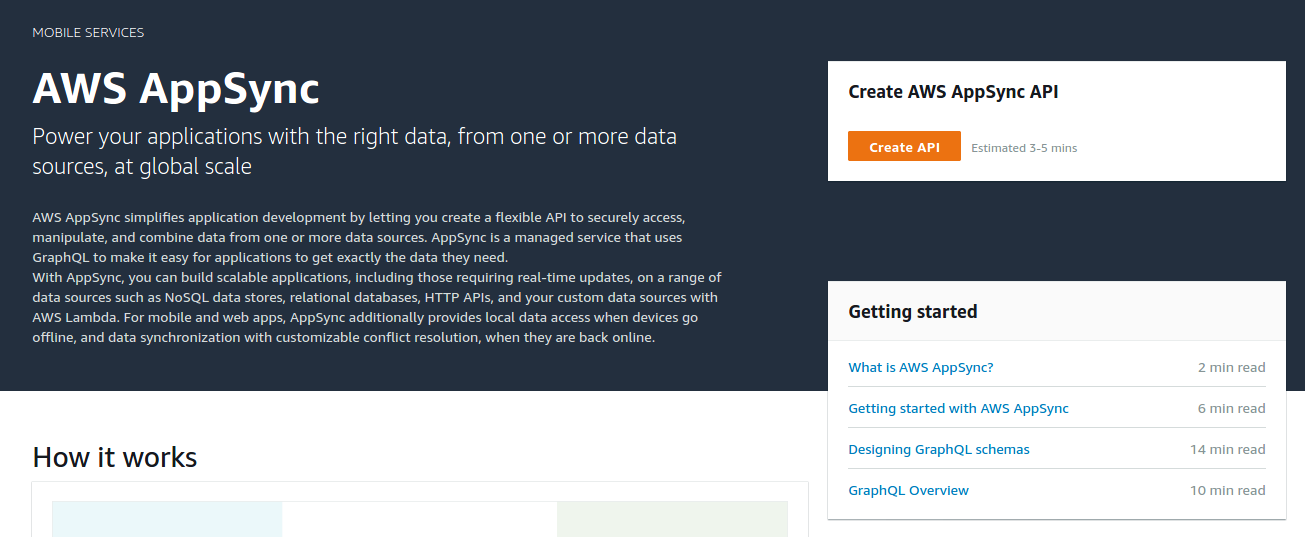 MOBILE SERVICES
AWS AppSync
Power your applications with the right data, from one or more data
sources, at global scale
AWS AppSync simplifies application development by letting you create a flexible API to securely access,
manipulate, and combine data from one or more data sources. AppSync is a managed service that uses
GraphQL to make it easy for applications to get exactly the data they need.
With AppSync, you can build scalable applications, including those requiring real-time updates, on a range of
data sources such as NoSQL data stores, relational databases, HTTP APIs, and your custom data sources with
AWS Lambda. For mobile and web apps, AppSync additionally provides local data access when devices go
offline, and data synchronization with customizable conflict resolution, when they are back online.
How it works
Create AWS AppSync API
Create API Estimated 3-5 mins
Getting started
What is AWS AppSync? 2 min read
Getting started with AWS AppSync 6 min read
Designing GraphQL schemas 14 min read
GraphQL Overview 10 min read